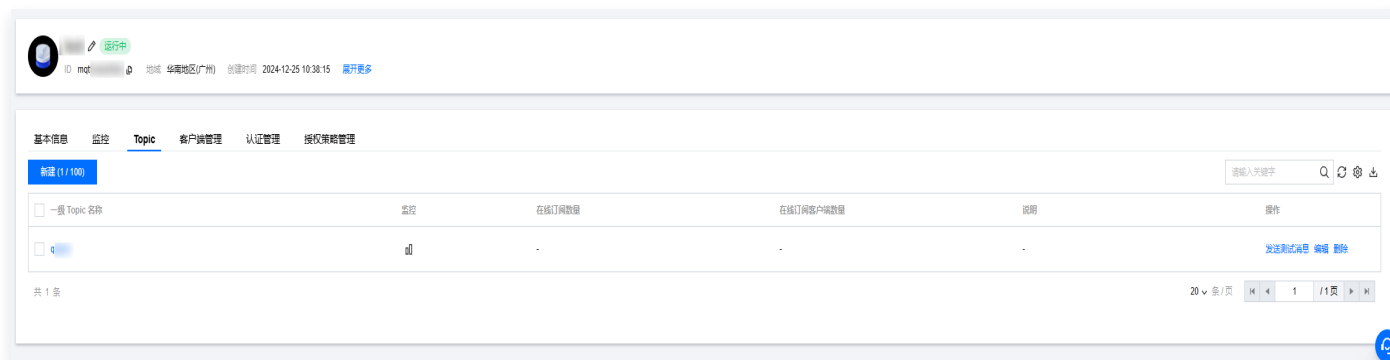 运行中
ID mqt 地域 华南地区(广州) 创建时间 2024-12-25 10:38:15 展开更多
基本信息 监控 Topic 客户端管理 认证管理 授权策略管理
新建 (1 / 100) 请输入关键字
一级 Topic 名称 监控 在线订阅数量 在线订阅客户端数量 说明 操作
q - - - 发送测试消息 编辑 删除
共 1 条 20 条 / 页 1 / 1 页